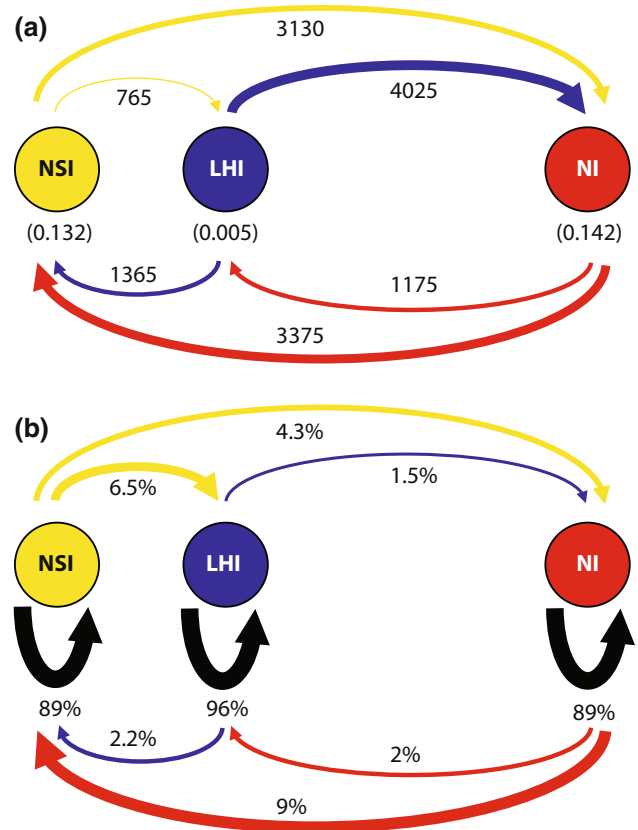 (a)
3130
765
4025
NSI
LHI
NI
(0.132)
(0.005)
(0.142)
1365
1175
3375
(b)
4.3%
6.5%
1.5%
NSI
LHI
NI
89%
96%
89%
2.2%
2%
9%